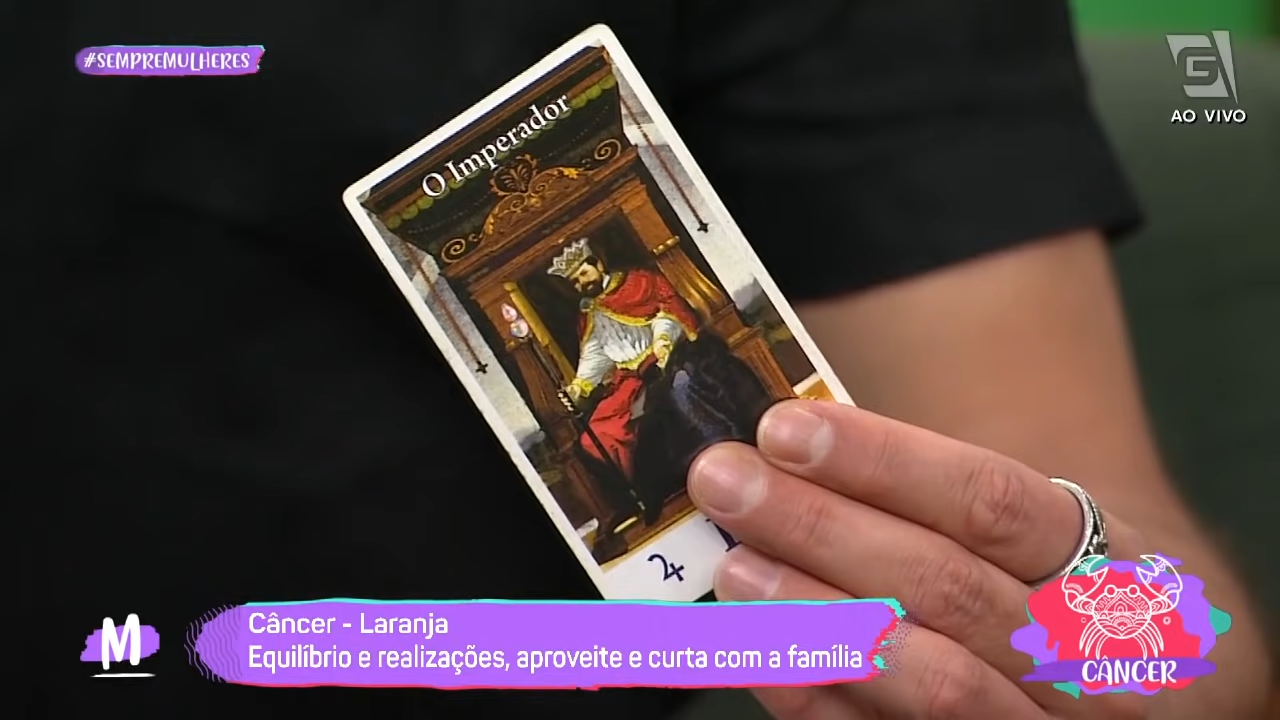 #SEMPREMULHERES
G
AO VIVO
O Imperador
♃
M
Câncer - Laranja
Equilíbrio e realizações, aproveite e curta com a família
CÂNCER